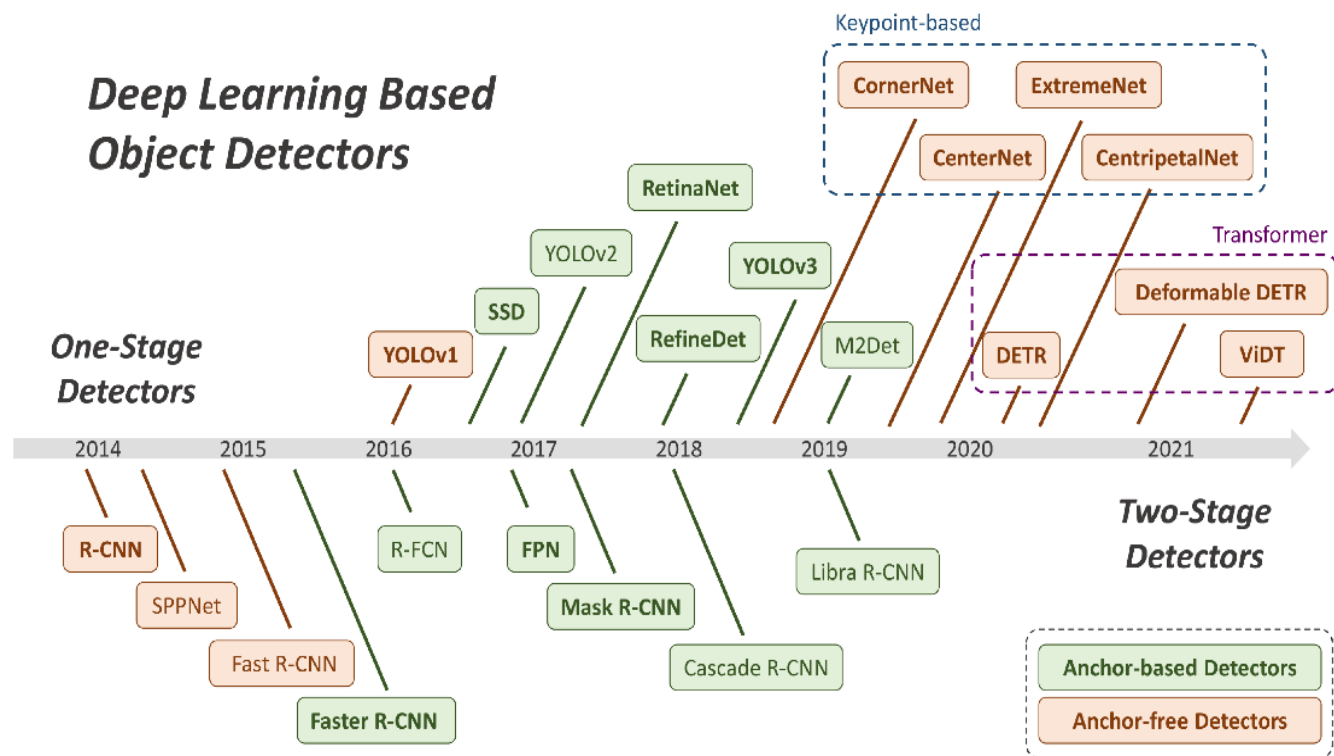 Keypoint-based
Deep Learning Based
Object Detectors
CornerNet
ExtremeNet
CenterNet
CentripetalNet
RetinaNet
YOLOv2
YOLOv3
Transformer
SSD
Deformable DETR
One-Stage
Detectors
YOLOv1
RefineDet
M2Det
DETR
ViDT
2014
2015
2016
2017
2018
2019
2020
2021
R-CNN
R-FCN
FPN
Two-Stage
Detectors
SPPNet
Mask R-CNN
Libra R-CNN
Fast R-CNN
Cascade R-CNN
Faster R-CNN
Anchor-based Detectors
Anchor-free Detectors